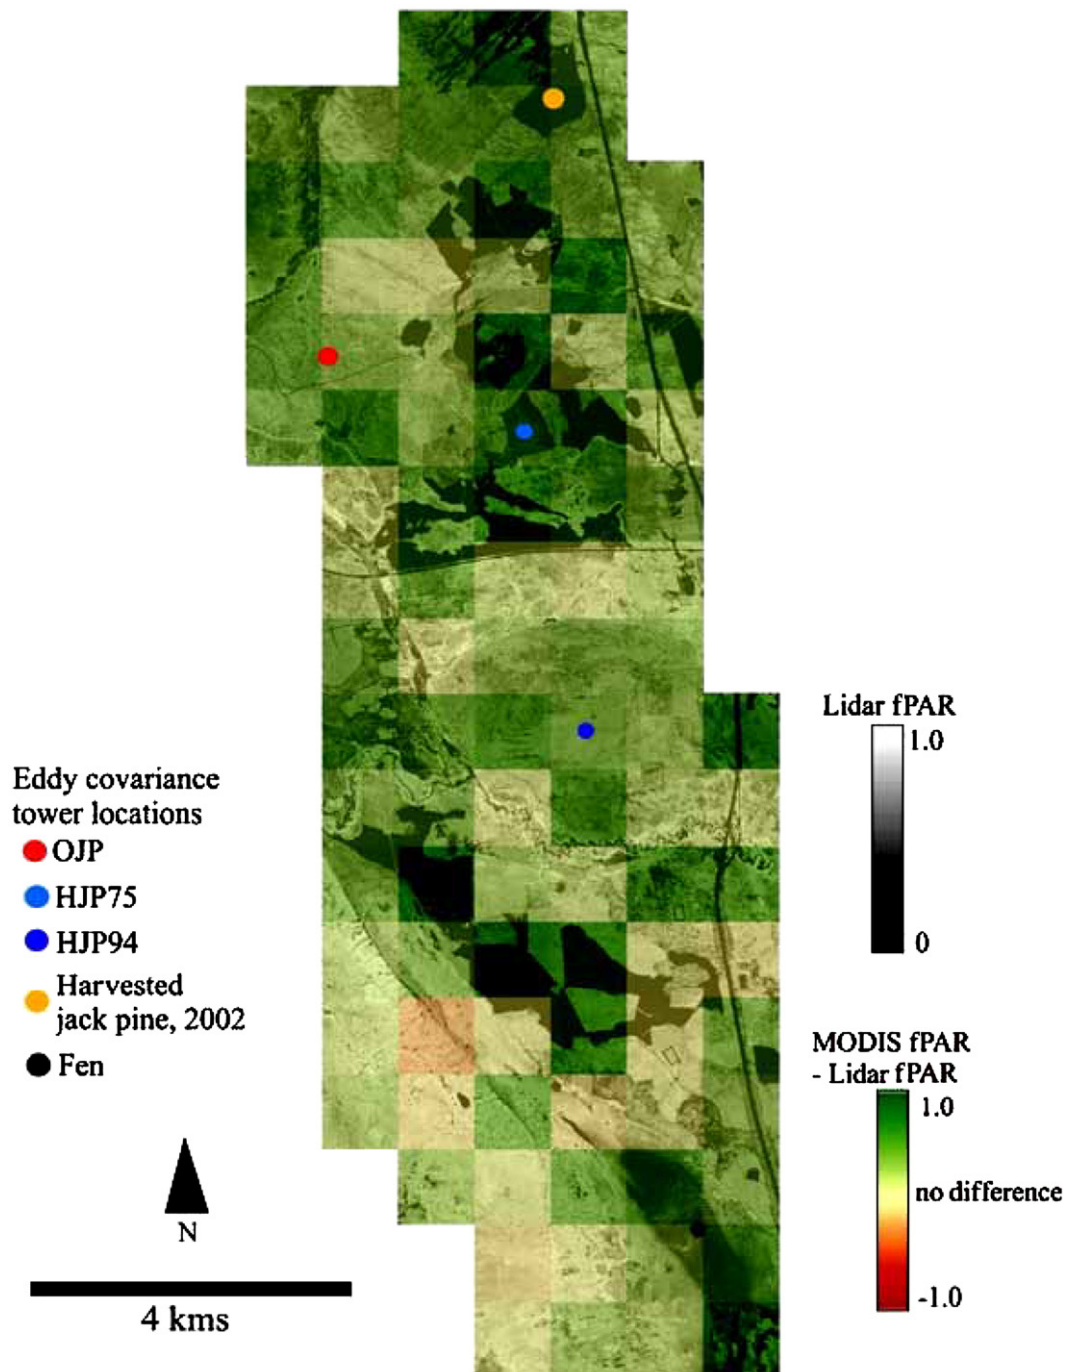 Lidar fPAR
1.0
0
Eddy covariance
tower locations
OJP
HJP75
HJP94
Harvested
jack pine, 2002
Fen
MODIS fPAR
- Lidar fPAR
1.0
no difference
-1.0
N
4 kms